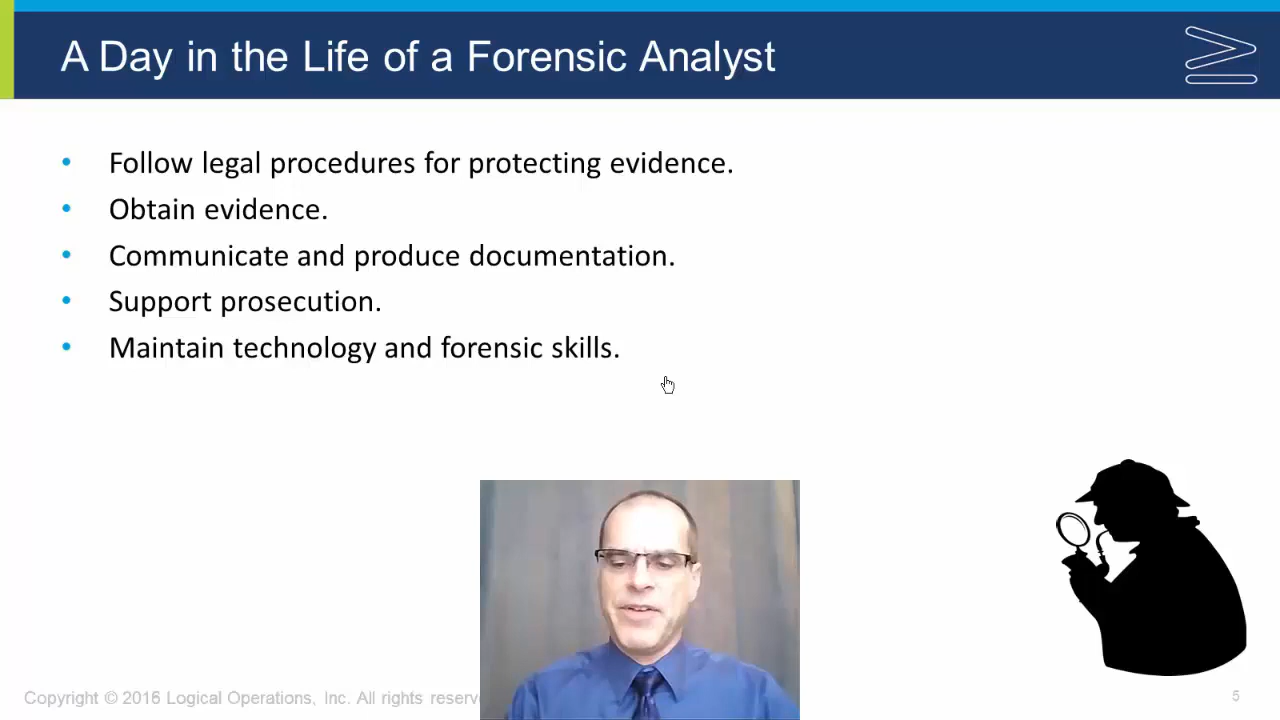 A Day in the Life of a Forensic Analyst
• Follow legal procedures for protecting evidence.
• Obtain evidence.
• Communicate and produce documentation.
• Support prosecution.
• Maintain technology and forensic skills.
Copyright © 2016 Logical Operations, Inc. All rights reserve
5